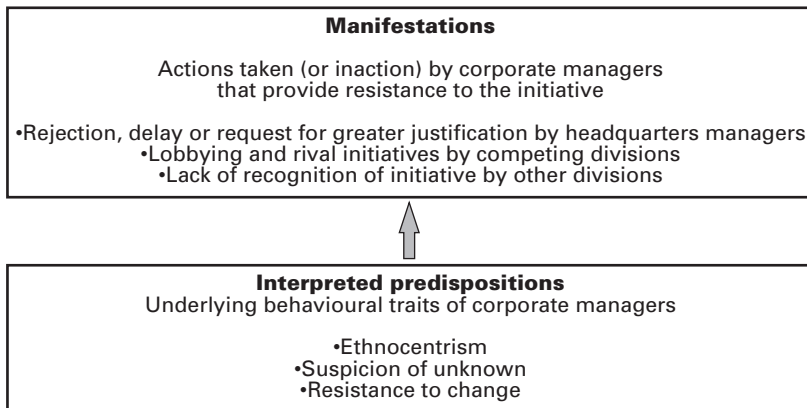 Manifestations
Actions taken (or inaction) by corporate managers
that provide resistance to the initiative
•Rejection, delay or request for greater justification by headquarters managers
•Lobbying and rival initiatives by competing divisions
•Lack of recognition of initiative by other divisions
Interpreted predispositions
Underlying behavioural traits of corporate managers
•Ethnocentrism
•Suspicion of unknown
•Resistance to change